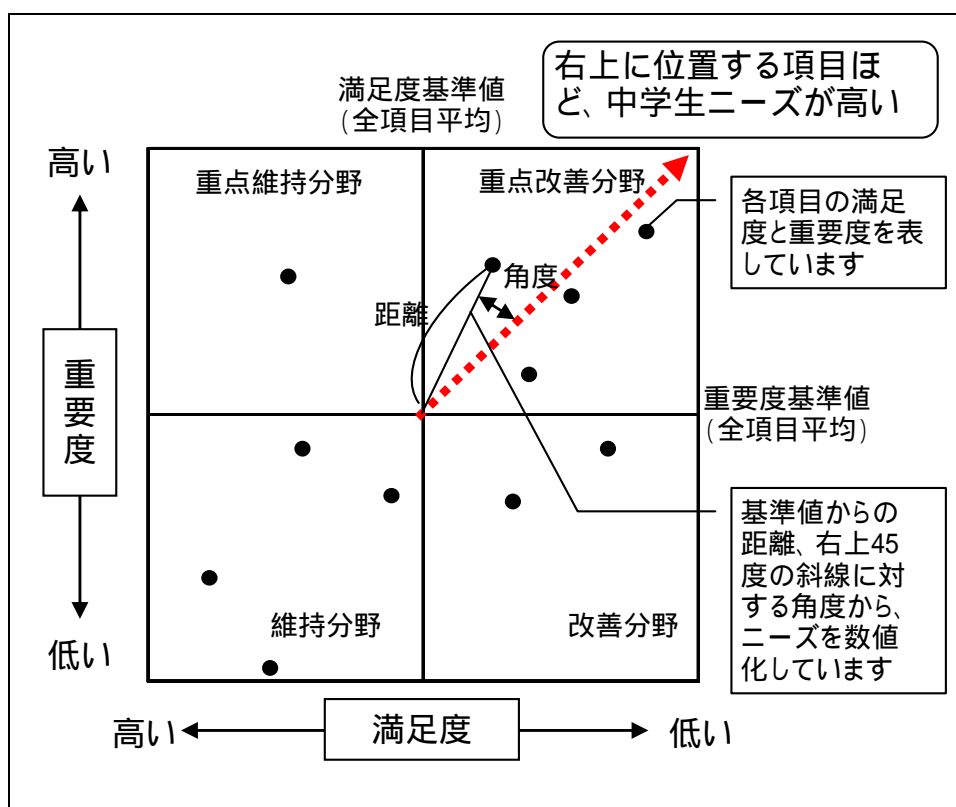 右上に位置する項目ほ
ど、中学生ニーズが高い
満足度基準値
(全項目平均)
高い
重点維持分野
重点改善分野
各項目の満足
度と重要度を表
しています
角度
距離
重要度
重要度基準値
(全項目平均)
基準値からの
距離、右上45
度の斜線に対
する角度から、
ニーズを数値
化しています
維持分野
改善分野
低い
高い
満足度
低い